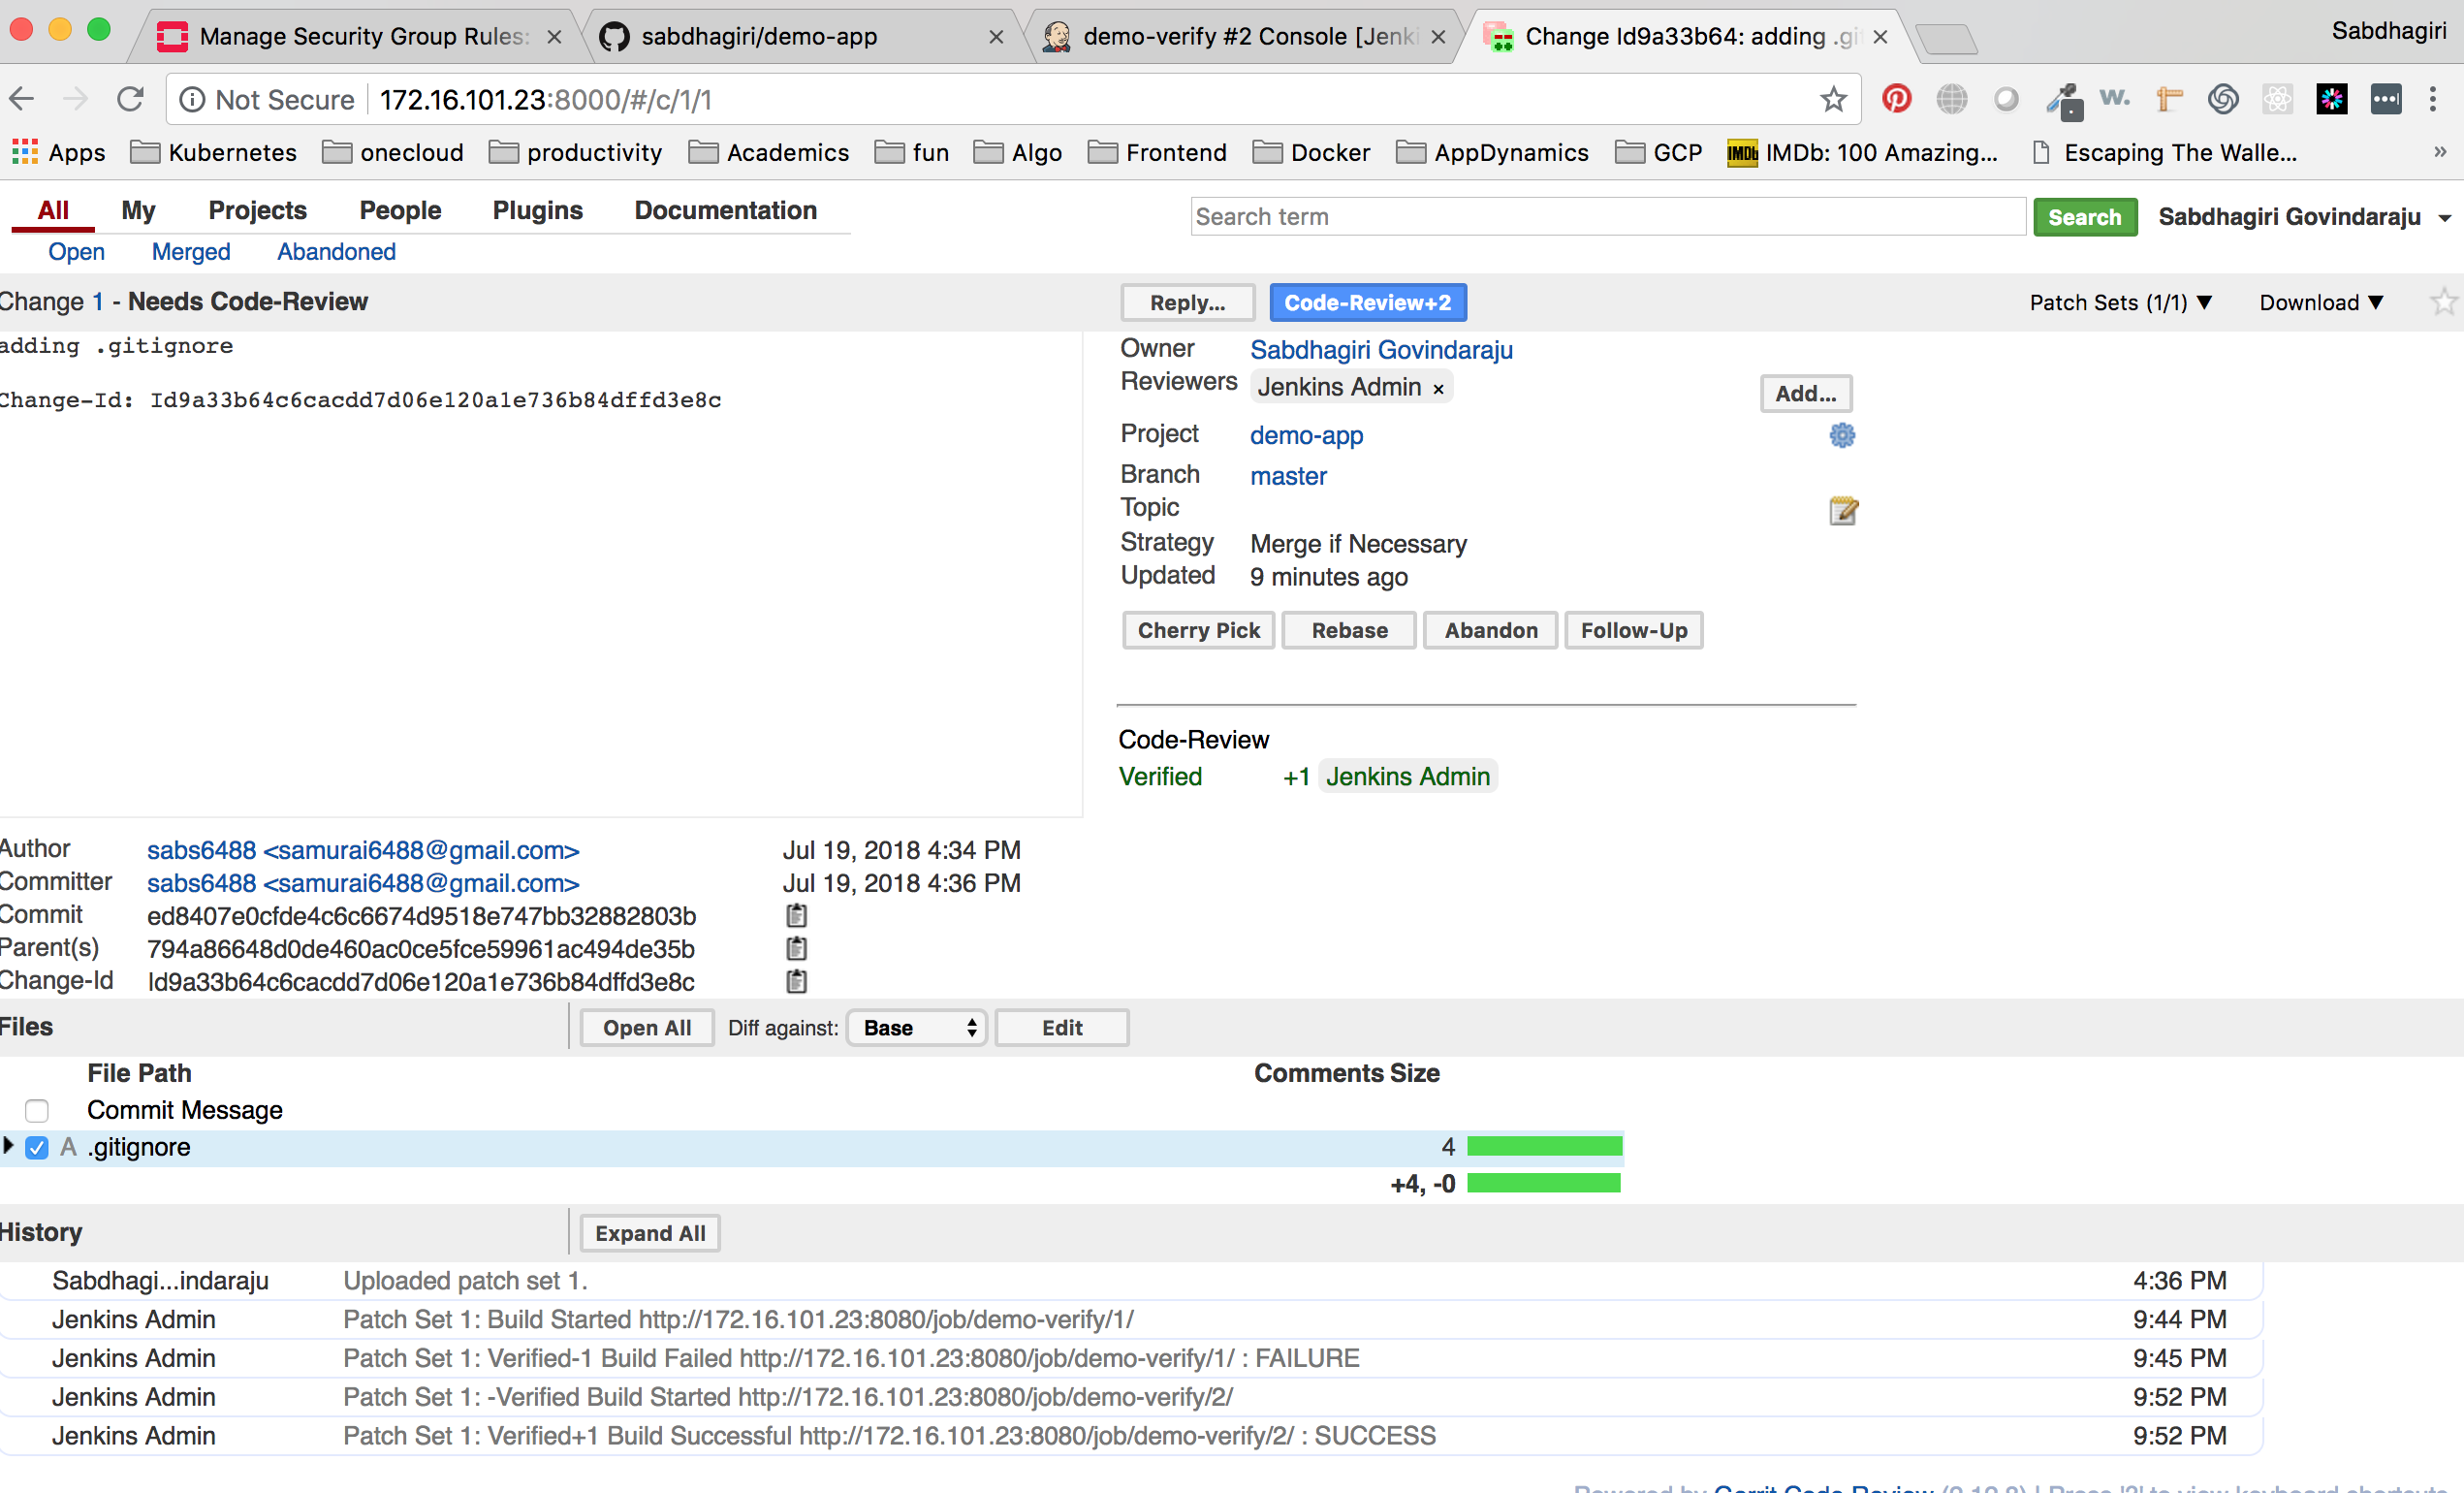 Manage Security Group Rules:
sabdhagiri/demo-app
demo-verify #2 Console [Jenki
Change Id9a33b64: adding .gi
Sabdhagiri
Not Secure 172.16.101.23:8000/#/c/1/1
Apps Kubernetes onecloud productivity Academics fun Algo Frontend Docker AppDynamics GCP IMDb: 100 Amazing... Escaping The Walle... »
All My Projects People Plugins Documentation
Search term Search Sabdhagiri Govindaraju
Open Merged Abandoned
Change 1 - Needs Code-Review Reply... Code-Review+2 Patch Sets (1/1) ▼ Download ▼
adding .gitignore
Change-Id: Id9a33b64c6cacdd7d06e120a1e736b84dffd3e8c
Owner Sabdhagiri Govindaraju
Reviewers Jenkins Admin × Add...
Project demo-app
Branch master
Topic
Strategy Merge if Necessary
Updated 9 minutes ago
Cherry Pick Rebase Abandon Follow-Up
Code-Review
Verified +1 Jenkins Admin
Author sabs6488 <samurai6488@gmail.com> Jul 19, 2018 4:34 PM
Committer sabs6488 <samurai6488@gmail.com> Jul 19, 2018 4:36 PM
Commit ed8407e0cfde4c6c6674d9518e747bb32882803b
Parent(s) 794a86648d0de460ac0ce5fce59961ac494de35b
Change-Id Id9a33b64c6cacdd7d06e120a1e736b84dffd3e8c
Files Open All Diff against: Base Edit
File Path Comments Size
Commit Message
A .gitignore 4
+4, -0
History Expand All
Sabdhagi...indaraju Uploaded patch set 1. 4:36 PM
Jenkins Admin Patch Set 1: Build Started http://172.16.101.23:8080/job/demo-verify/1/ 9:44 PM
Jenkins Admin Patch Set 1: Verified-1 Build Failed http://172.16.101.23:8080/job/demo-verify/1/ : FAILURE 9:45 PM
Jenkins Admin Patch Set 1: -Verified Build Started http://172.16.101.23:8080/job/demo-verify/2/ 9:52 PM
Jenkins Admin Patch Set 1: Verified+1 Build Successful http://172.16.101.23:8080/job/demo-verify/2/ : SUCCESS 9:52 PM
Powered by Gerrit Code Review